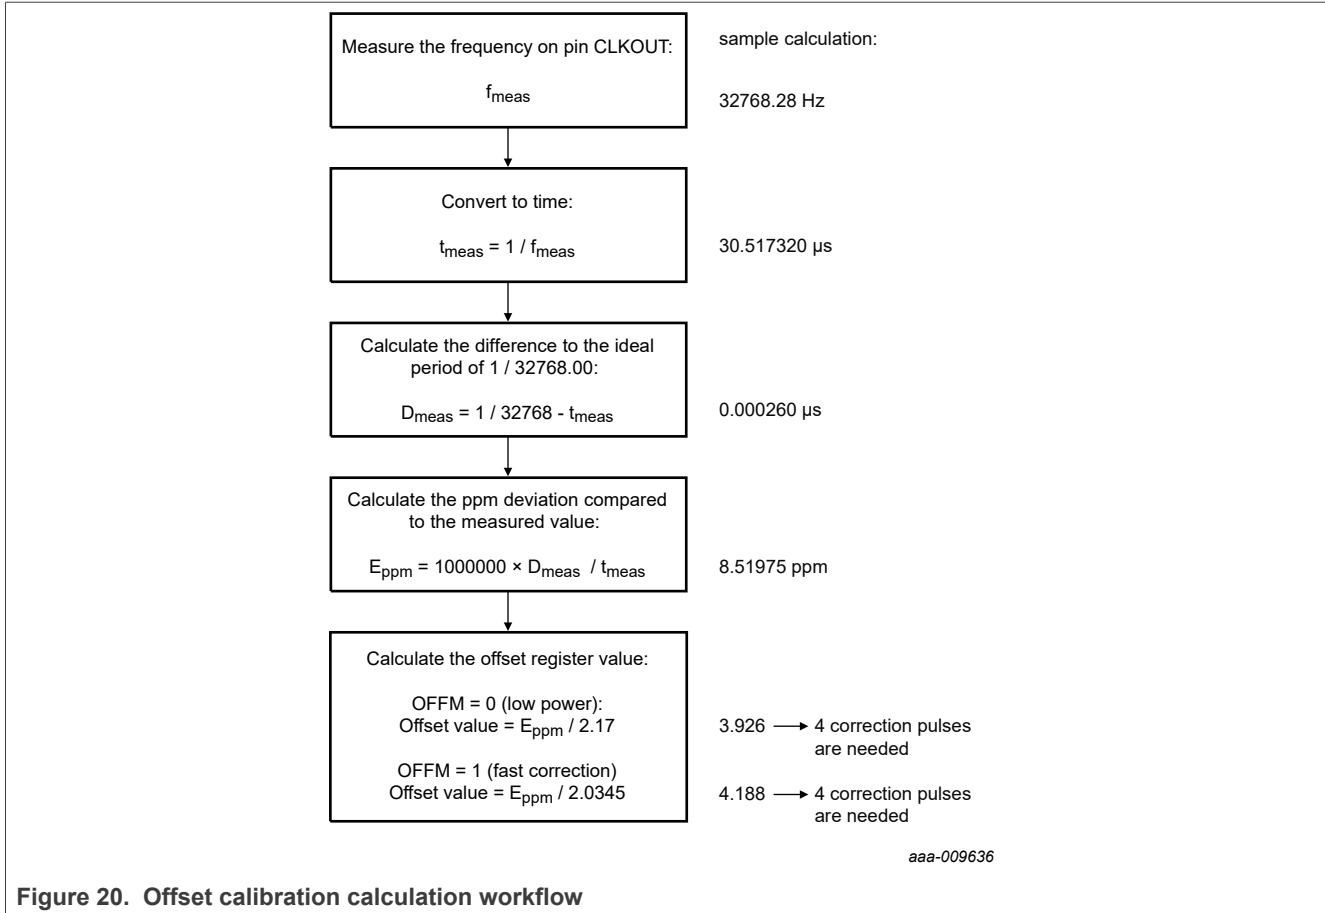 Measure the frequency on pin CLKOUT:
fmeas
sample calculation:
32768.28 Hz
Convert to time:
tmeas = 1 / fmeas
30.517320 μs
Calculate the difference to the ideal
period of 1 / 32768.00:
Dmeas = 1 / 32768 - tmeas
0.000260 μs
Calculate the ppm deviation compared
to the measured value:
Eppm = 1000000 × Dmeas / tmeas
8.51975 ppm
Calculate the offset register value:
OFFM = 0 (low power):
Offset value = Eppm / 2.17
3.926 → 4 correction pulses
are needed
OFFM = 1 (fast correction)
Offset value = Eppm / 2.0345
4.188 → 4 correction pulses
are needed
aaa-009636
Figure 20. Offset calibration calculation workflow